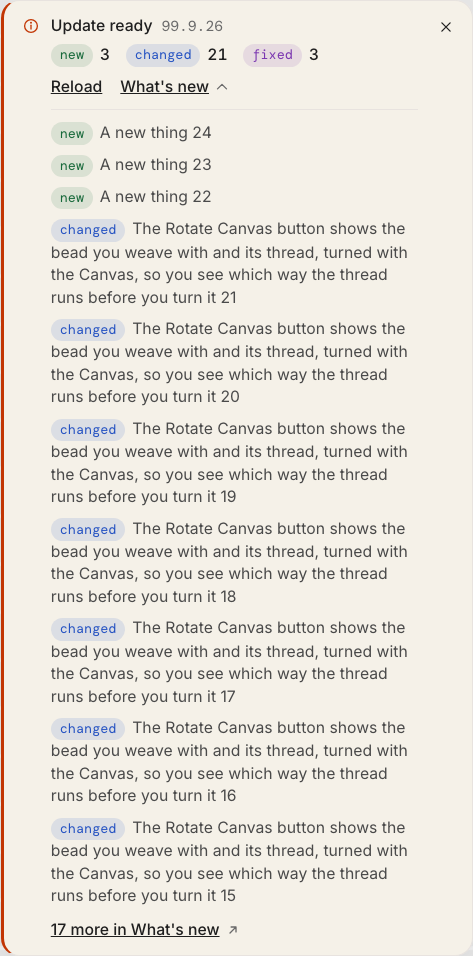 Update ready 99.9.26
new 3 changed 21 fixed 3
Reload What's new
new A new thing 24
new A new thing 23
new A new thing 22
changed The Rotate Canvas button shows the
bead you weave with and its thread, turned with
the Canvas, so you see which way the thread
runs before you turn it 21
changed The Rotate Canvas button shows the
bead you weave with and its thread, turned with
the Canvas, so you see which way the thread
runs before you turn it 20
changed The Rotate Canvas button shows the
bead you weave with and its thread, turned with
the Canvas, so you see which way the thread
runs before you turn it 19
changed The Rotate Canvas button shows the
bead you weave with and its thread, turned with
the Canvas, so you see which way the thread
runs before you turn it 18
changed The Rotate Canvas button shows the
bead you weave with and its thread, turned with
the Canvas, so you see which way the thread
runs before you turn it 17
changed The Rotate Canvas button shows the
bead you weave with and its thread, turned with
the Canvas, so you see which way the thread
runs before you turn it 16
changed The Rotate Canvas button shows the
bead you weave with and its thread, turned with
the Canvas, so you see which way the thread
runs before you turn it 15
17 more in What's new